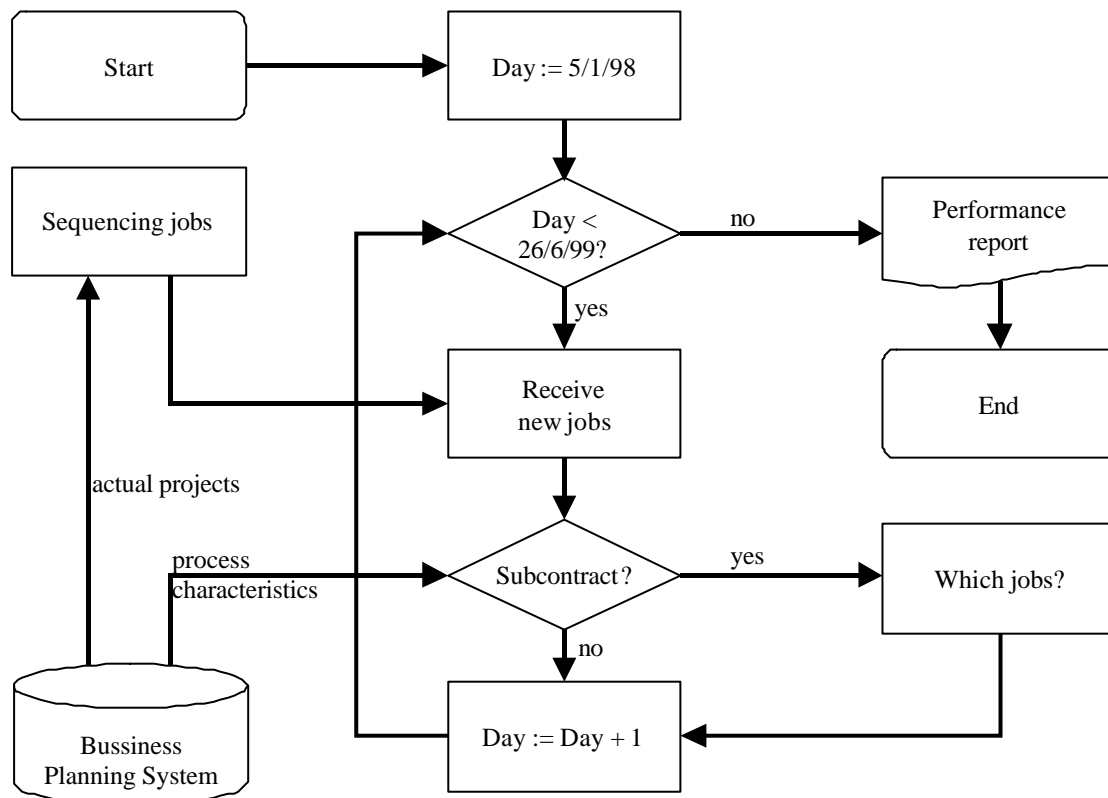 Start
Day := 5/1/98
Sequencing jobs
Day <
26/6/99?
no
Performance
report
yes
Receive
new jobs
End
actual projects
process
characteristics
Subcontract?
yes
Which jobs?
no
Bussiness
Planning System
Day := Day + 1